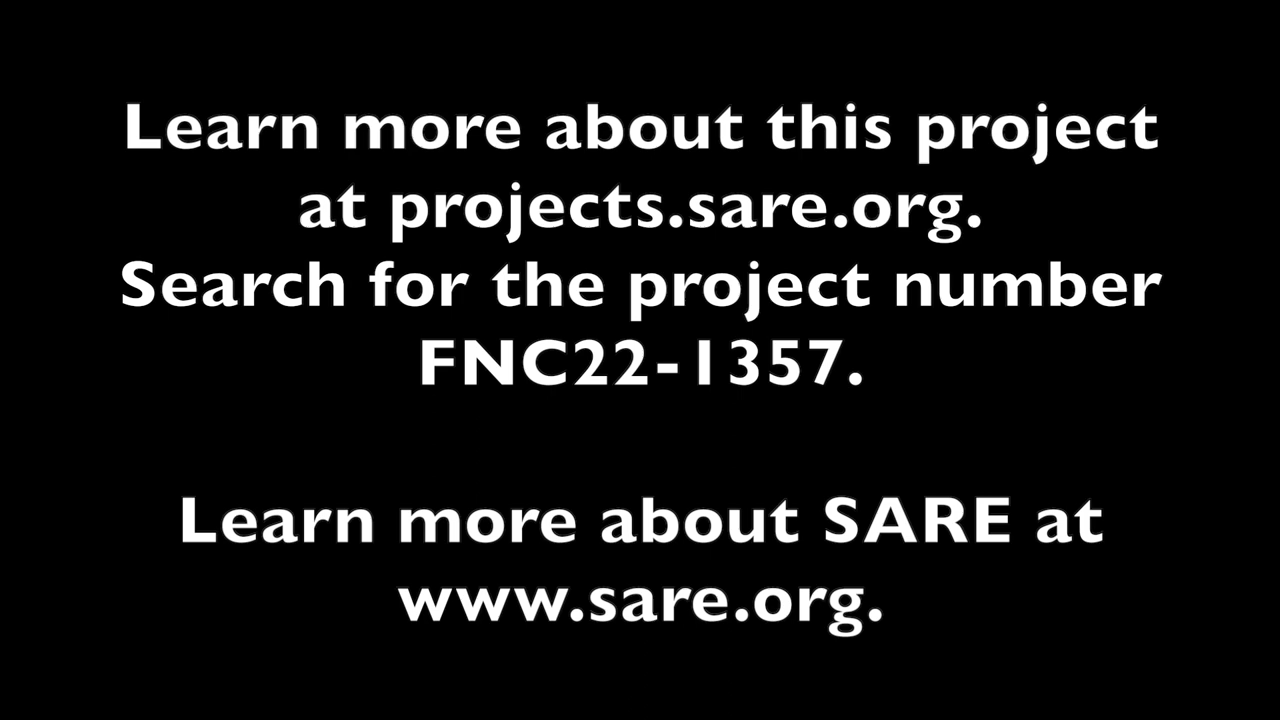 Learn more about this project
at projects.sare.org.
Search for the project number
FNC22-1357.
Learn more about SARE at
www.sare.org.